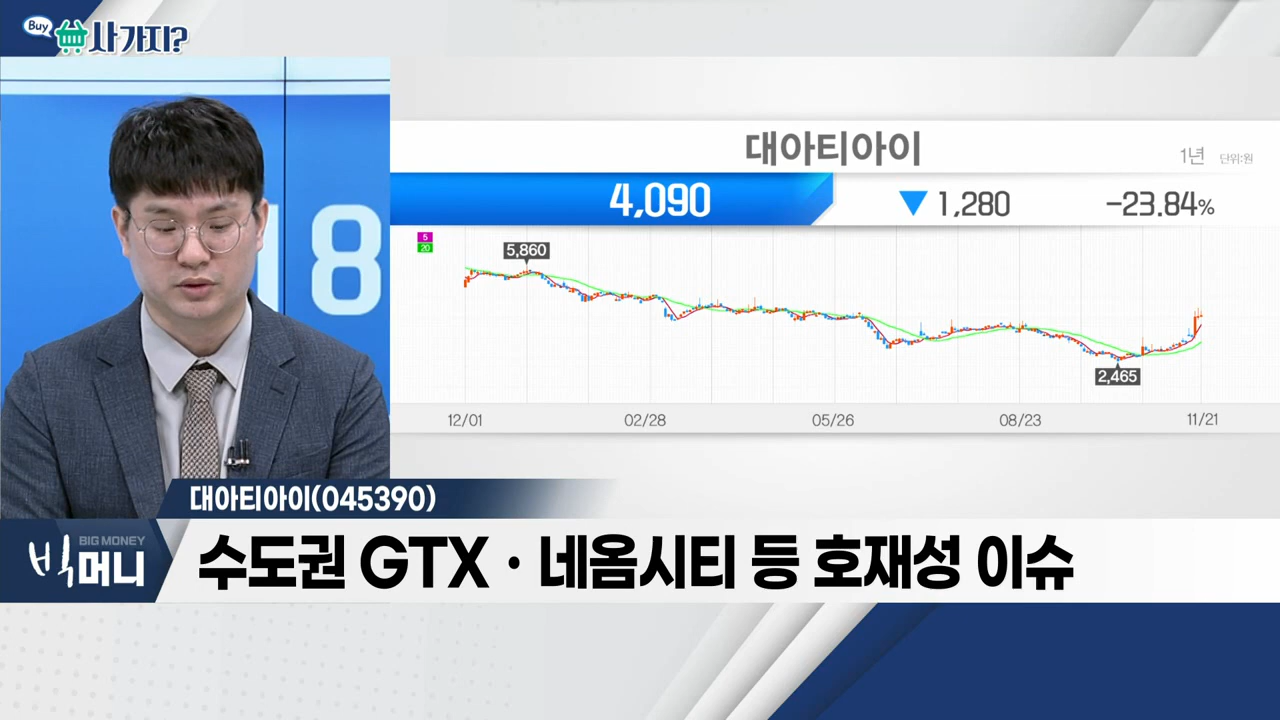 Buy
사가지?
18
대아티아이
1년 단위:원
4,090 ▼ 1,280 -23.84%
5
20
5,860
2,465
12/01 02/28 05/26 08/23 11/21
대아티아이(045390)
BIG MONEY
빅머니
수도권 GTX · 네옴시티 등 호재성 이슈